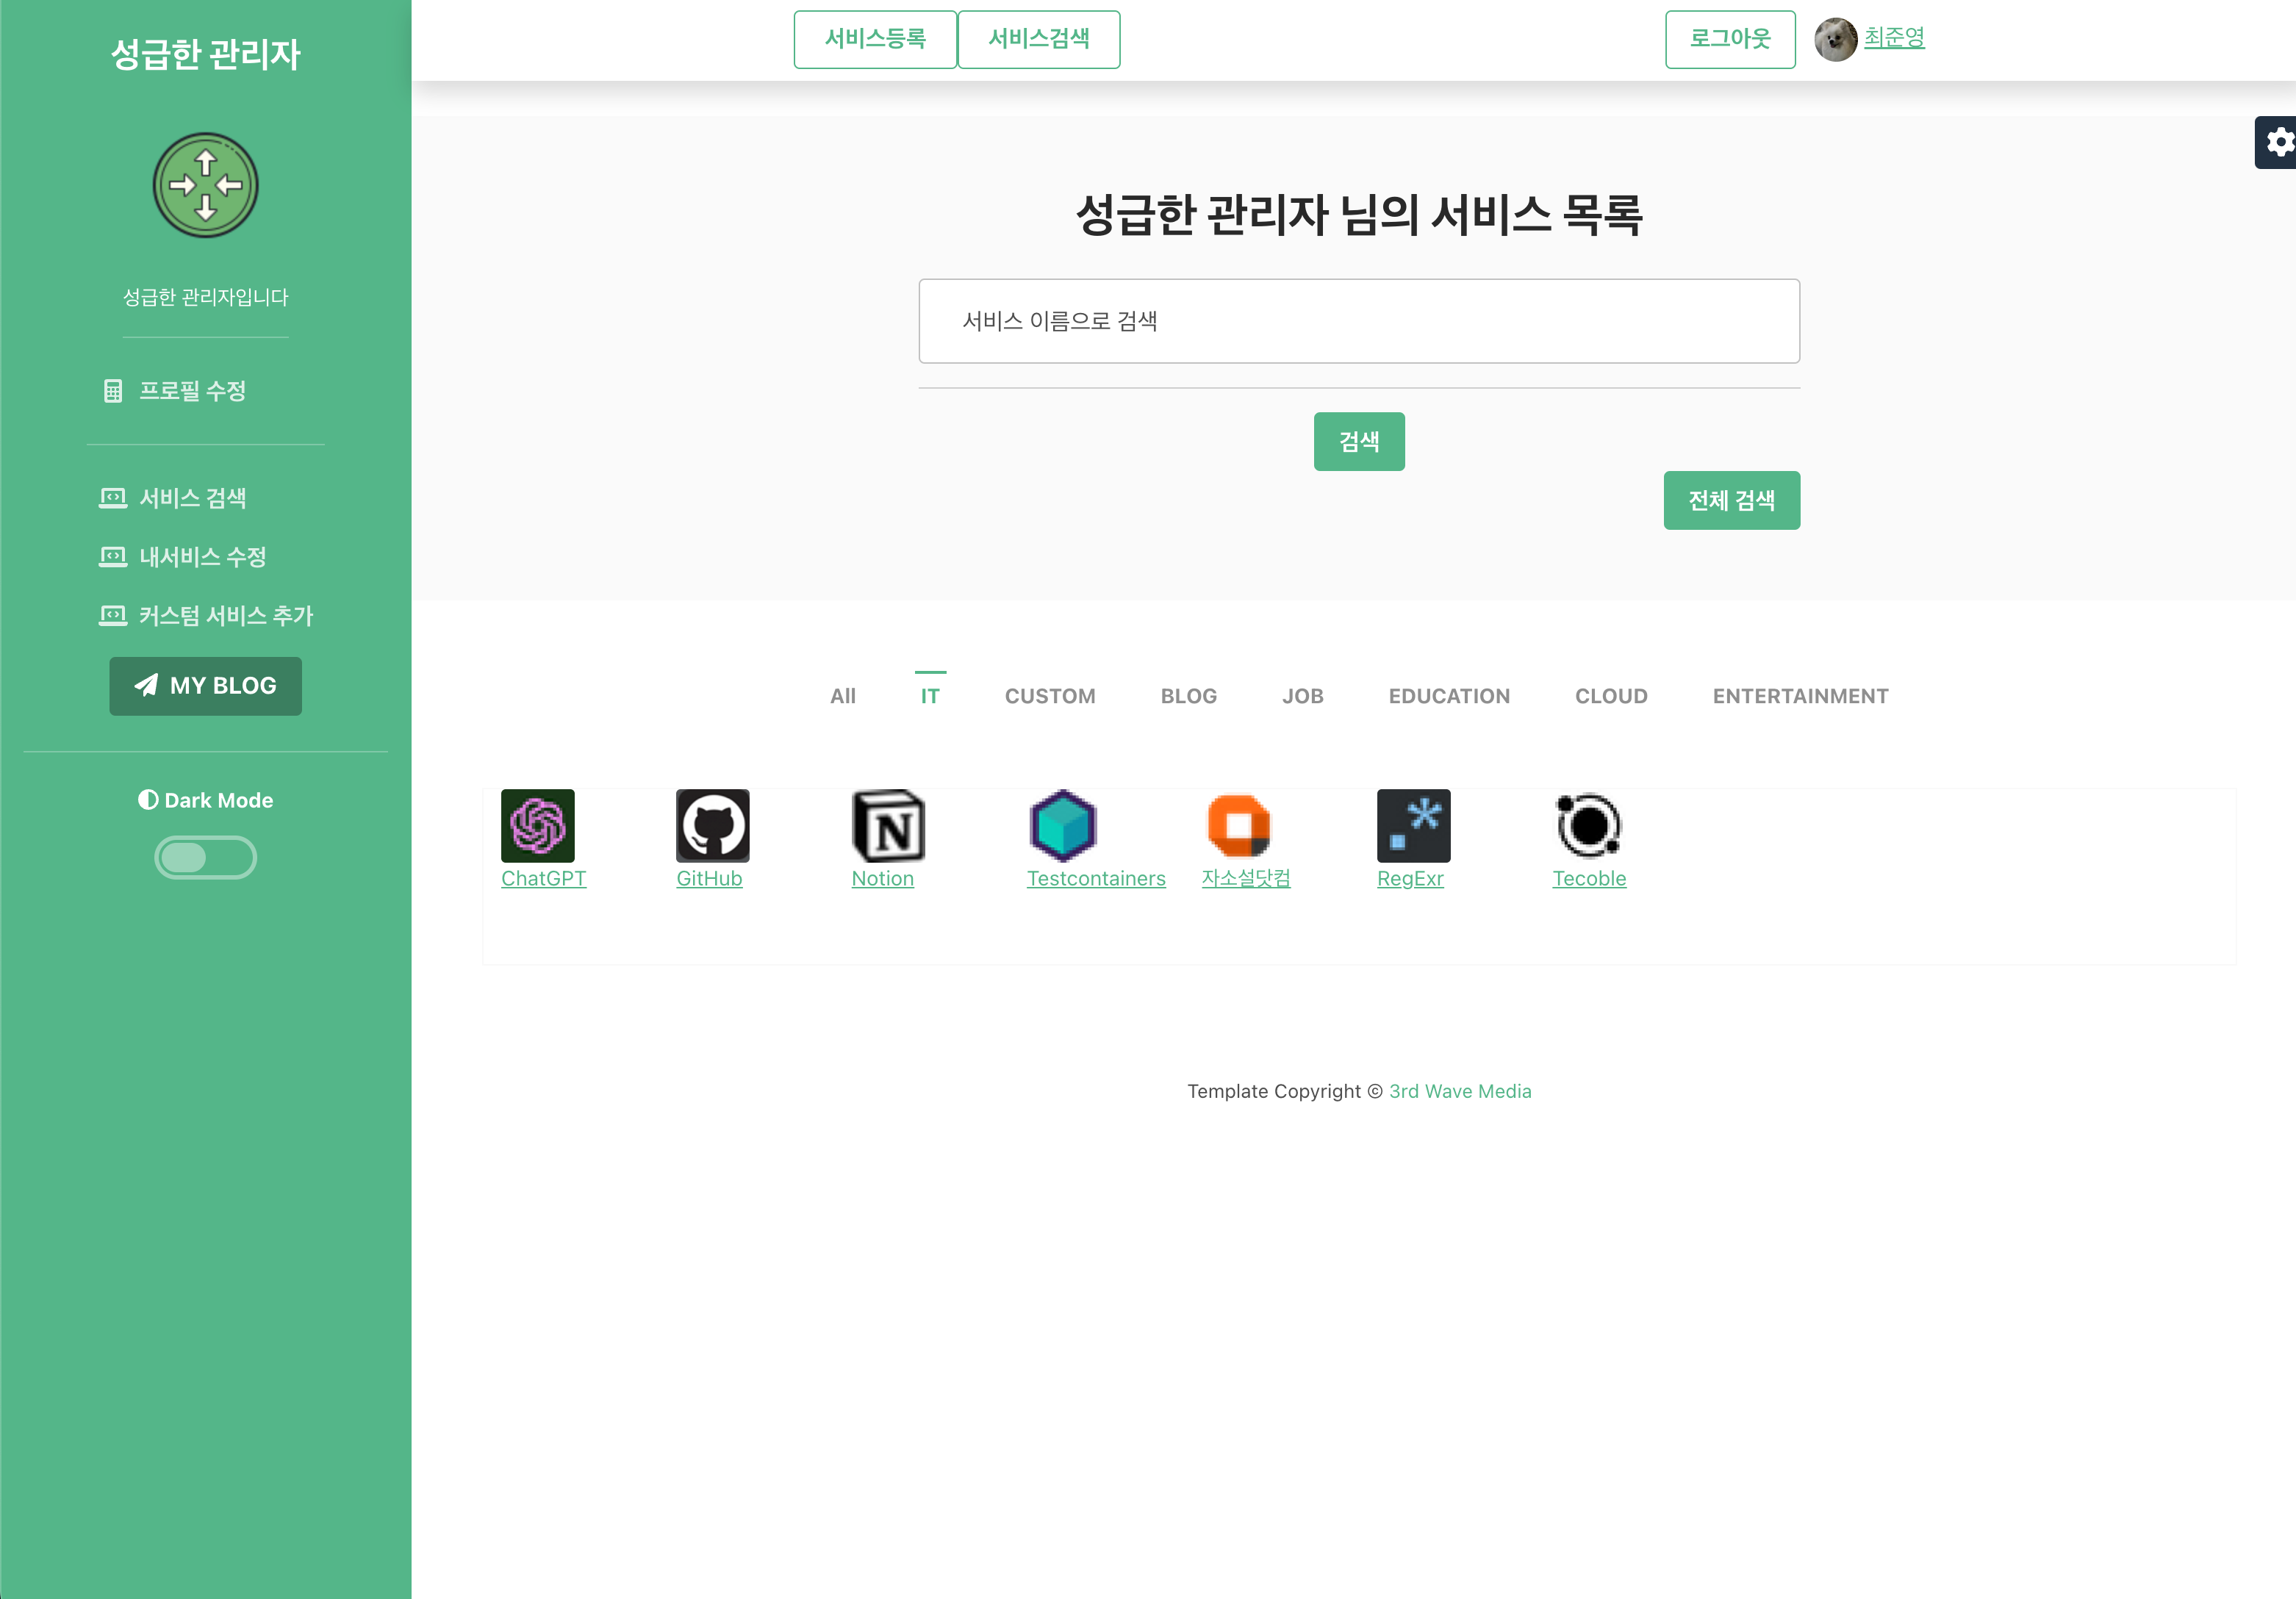 성급한 관리자
성급한 관리자입니다
프로필 수정
서비스 검색
내서비스 수정
커스텀 서비스 추가
MY BLOG
Dark Mode
서비스등록 서비스검색 로그아웃 최준영
성급한 관리자 님의 서비스 목록
서비스 이름으로 검색
검색
전체 검색
All IT CUSTOM BLOG JOB EDUCATION CLOUD ENTERTAINMENT
N
ChatGPT GitHub Notion Testcontainers 자소설닷컴 RegExr Tecoble
Template Copyright © 3rd Wave Media